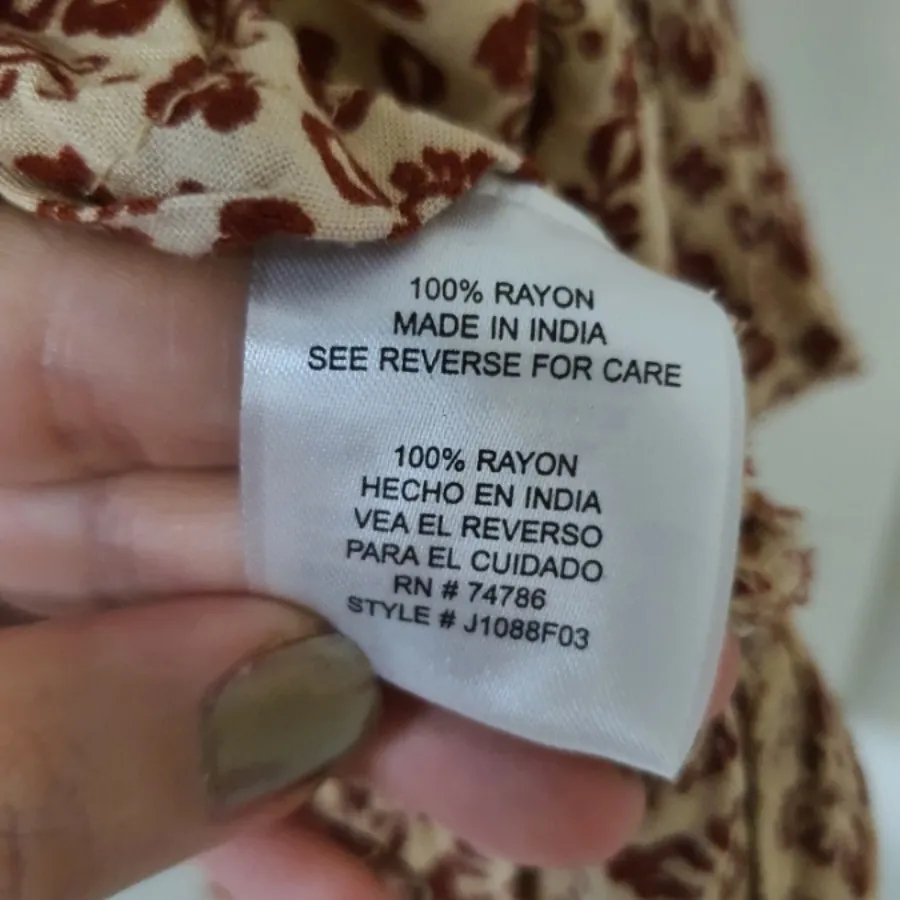 100% RAYON
MADE IN INDIA
SEE REVERSE FOR CARE
100% RAYON
HECHO EN INDIA
VEA EL REVERSO
PARA EL CUIDADO
RN # 74786
STYLE # J1088F03